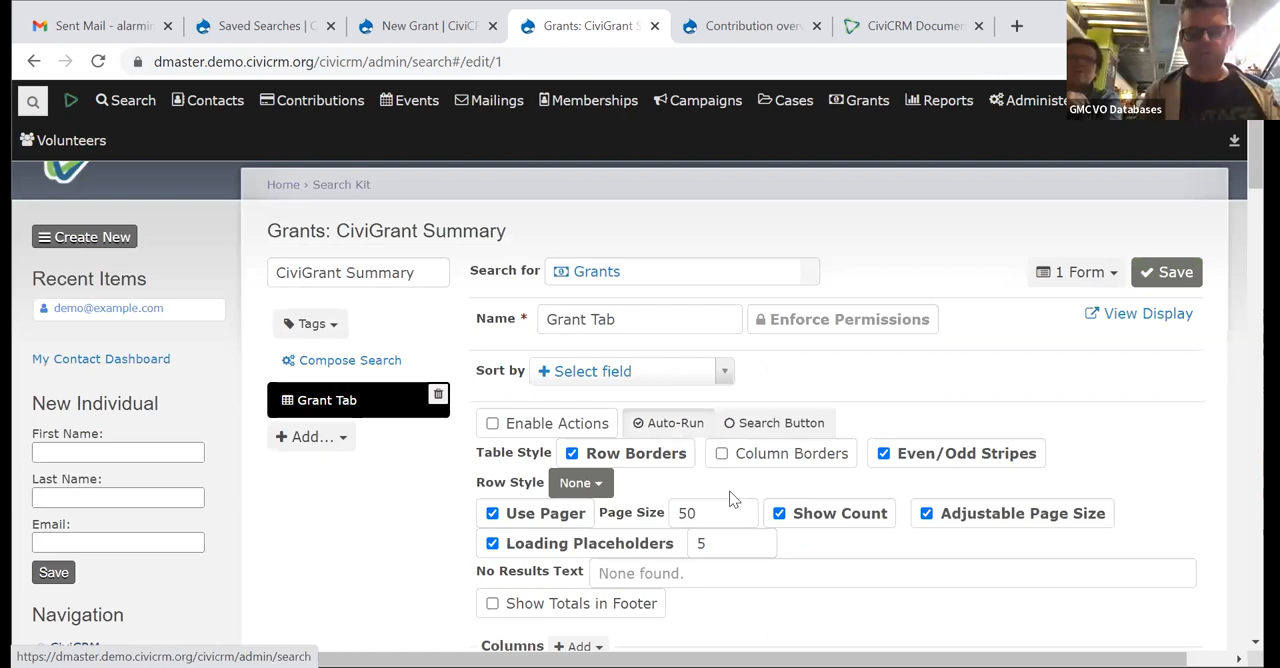 Sent Mail - alarmin
Saved Searches | C
New Grant | CiviCF
Grants: CiviGrant S
Contribution over
CiviCRM Documen
dmaster.demo.civicrm.org/civicrm/admin/search#/edit/1
Search Contacts Contributions Events Mailings Memberships Campaigns Cases Grants Reports Administe
GMCVO Databases
Volunteers
Home › Search Kit
Create New
Recent Items
demo@example.com
My Contact Dashboard
New Individual
First Name:
Last Name:
Email:
Save
Navigation
CiviCRM
Grants: CiviGrant Summary
CiviGrant Summary
Search for Grants
1 Form
Save
Tags
Compose Search
Grant Tab
Add...
Name * Grant Tab Enforce Permissions View Display
Sort by Select field
Enable Actions Auto-Run Search Button
Table Style Row Borders Column Borders Even/Odd Stripes
Row Style None
Use Pager Page Size 50 Show Count Adjustable Page Size
Loading Placeholders 5
No Results Text None found.
Show Totals in Footer
Columns + Add
https://dmaster.demo.civicrm.org/civicrm/admin/search